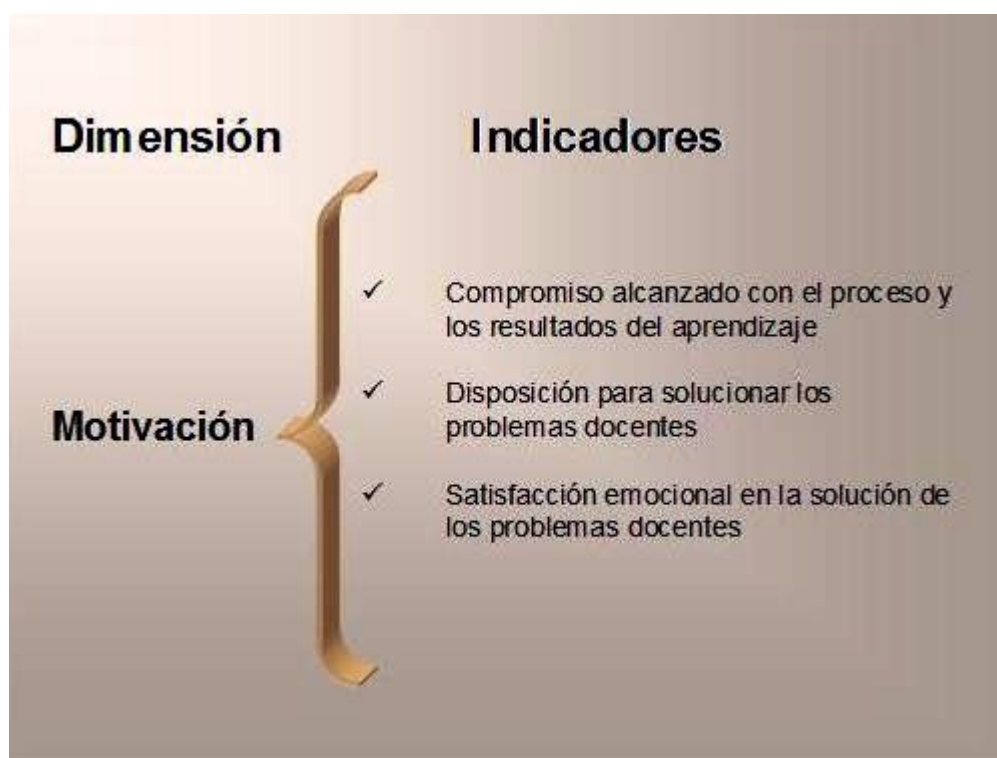 Dimensión
Indicadores
Motivación
✓ Compromiso alcanzado con el proceso y
los resultados del aprendizaje
✓ Disposición para solucionar los
problemas docentes
✓ Satisfacción emocional en la solución de
los problemas docentes